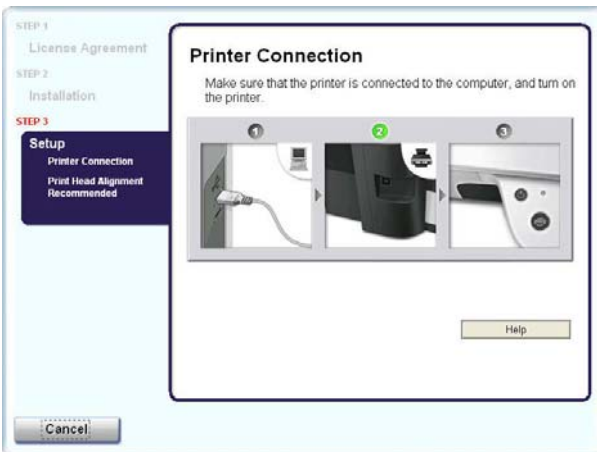 STEP 1
License Agreement
STEP 2
Installation
STEP 3
Setup
Printer Connection
Print Head Alignment
Recommended
Printer Connection
Make sure that the printer is connected to the computer, and turn on
the printer.
1
2
3
Help
Cancel